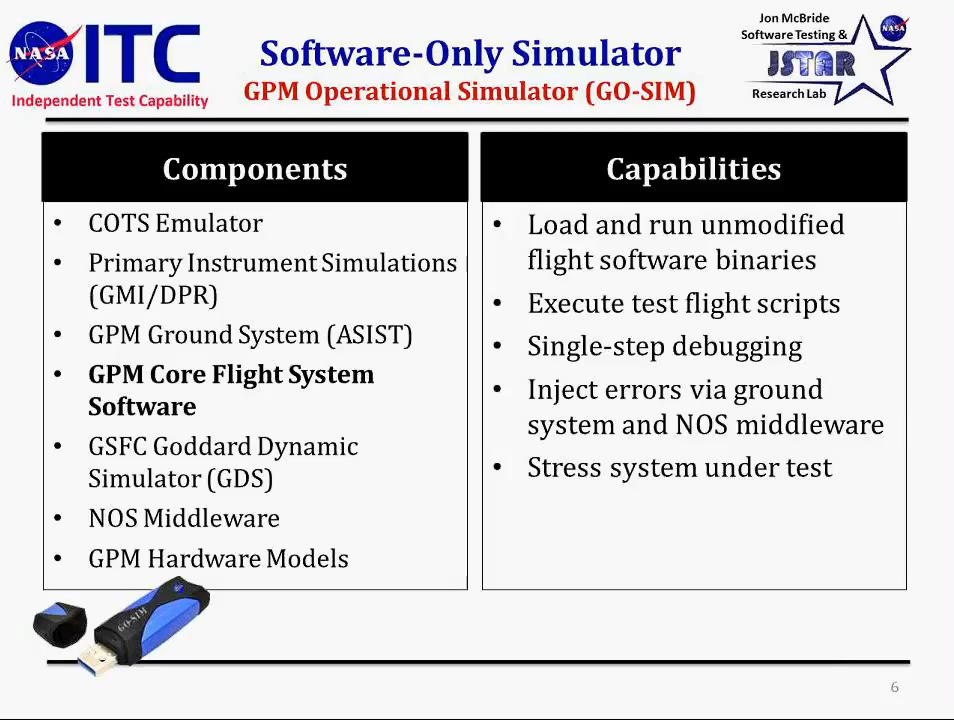 NASA
ITC
Independent Test Capability
Software-Only Simulator
GPM Operational Simulator (GO-SIM)
Jon McBride
Software Testing &
NASA
JSTAR
Research Lab
Components
• COTS Emulator
• Primary Instrument Simulations
(GMI/DPR)
• GPM Ground System (ASIST)
• GPM Core Flight System
Software
• GSFC Goddard Dynamic
Simulator (GDS)
• NOS Middleware
• GPM Hardware Models
Capabilities
• Load and run unmodified
flight software binaries
• Execute test flight scripts
• Single-step debugging
• Inject errors via ground
system and NOS middleware
• Stress system under test
GO-SIM
6